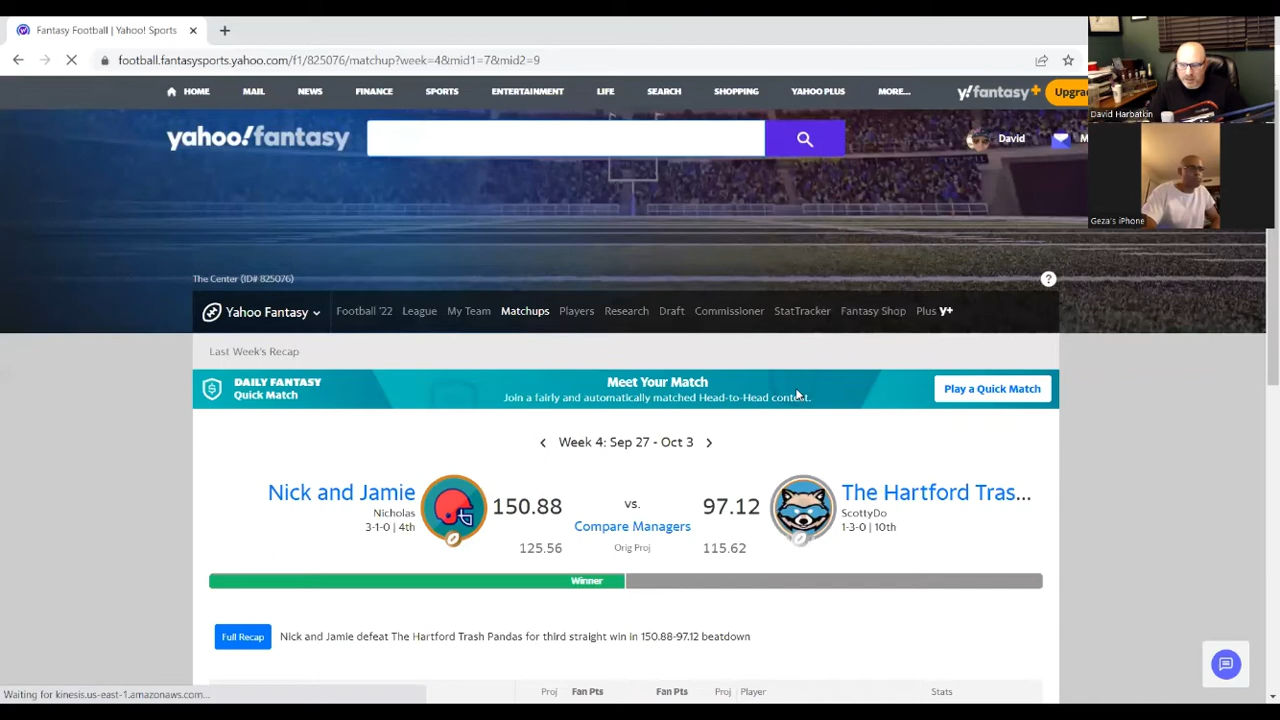 Fantasy Football | Yahoo! Sports
football.fantasysports.yahoo.com/f1/825076/matchup?week=4&mid1=7&mid2=9
HOME MAIL NEWS FINANCE SPORTS ENTERTAINMENT LIFE SEARCH SHOPPING YAHOO PLUS MORE... y!fantasy+ Upgra
yahoo!fantasy David M
David Harbatkin
Geza's iPhone
The Center (ID# 825076) ?
Yahoo Fantasy Football '22 League My Team Matchups Players Research Draft Commissioner StatTracker Fantasy Shop Plus y+
Last Week's Recap
DAILY FANTASY
Quick Match
Meet Your Match
Join a fairly and automatically matched Head-to-Head contest.
Play a Quick Match
Week 4: Sep 27 - Oct 3
Nick and Jamie 150.88 vs. 97.12 The Hartford Tras...
Nicholas Compare Managers ScottyDo
3-1-0 | 4th 1-3-0 | 10th
125.56 Orig Proj 115.62
Winner
Full Recap Nick and Jamie defeat The Hartford Trash Pandas for third straight win in 150.88-97.12 beatdown
Proj Fan Pts Fan Pts Proj Player Stats
Waiting for kinesis.us-east-1.amazonaws.com...